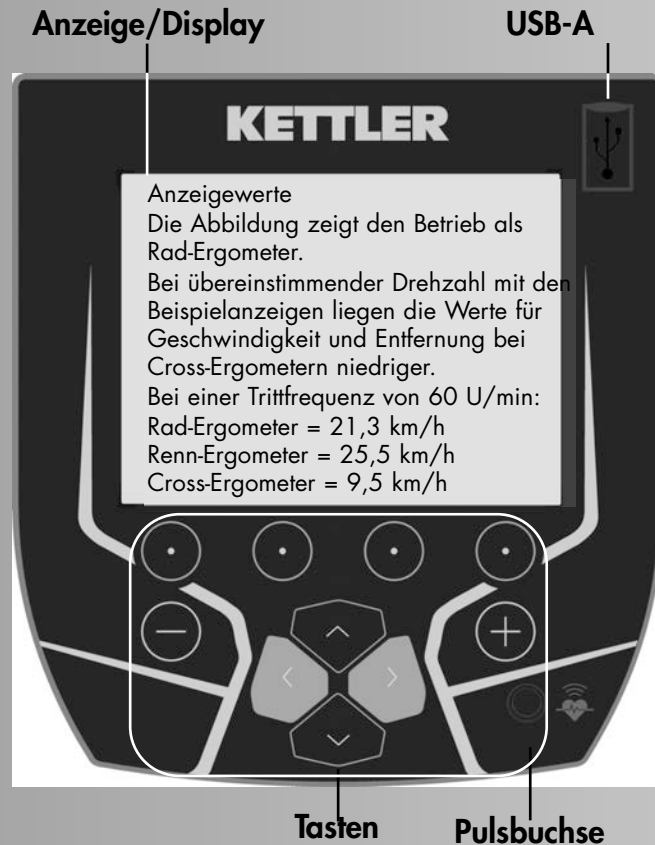 Anzeige/Display
USB-A
KETTLER
Anzeigewerte
Die Abbildung zeigt den Betrieb als
Rad-Ergometer.
Bei übereinstimmender Drehzahl mit den
Beispielanzeigen liegen die Werte für
Geschwindigkeit und Entfernung bei
Cross-Ergometern niedriger.
Bei einer Trittfrequenz von 60 U/min:
Rad-Ergometer = 21,3 km/h
Renn-Ergometer = 25,5 km/h
Cross-Ergometer = 9,5 km/h
Tasten
Pulsbuchse